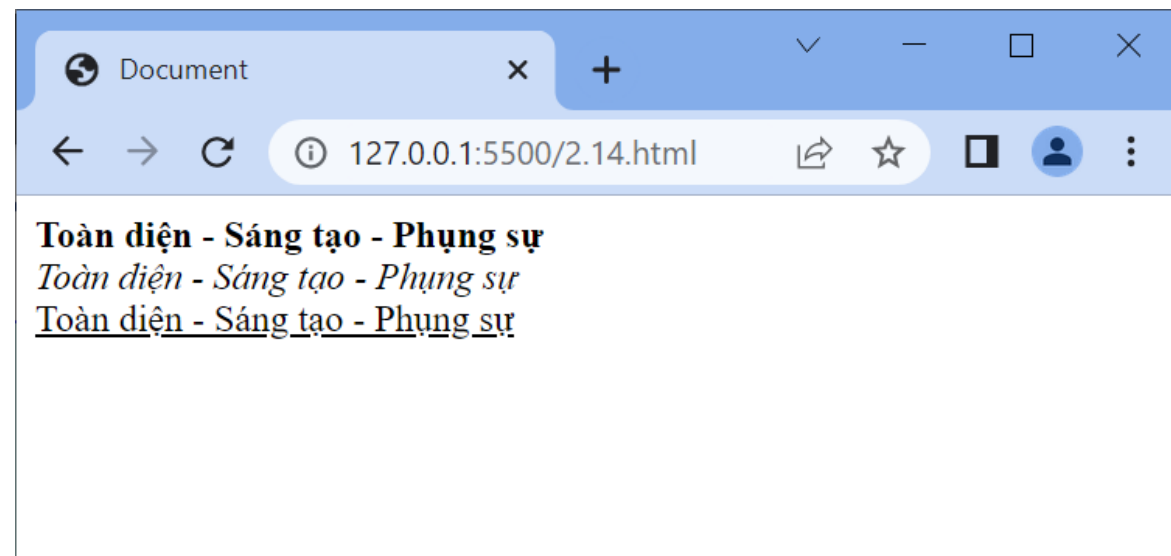 Document
127.0.0.1:5500/2.14.html
Toàn diện - Sáng tạo - Phụng sự
Toàn diện - Sáng tạo - Phụng sự
Toàn diện - Sáng tạo - Phụng sự